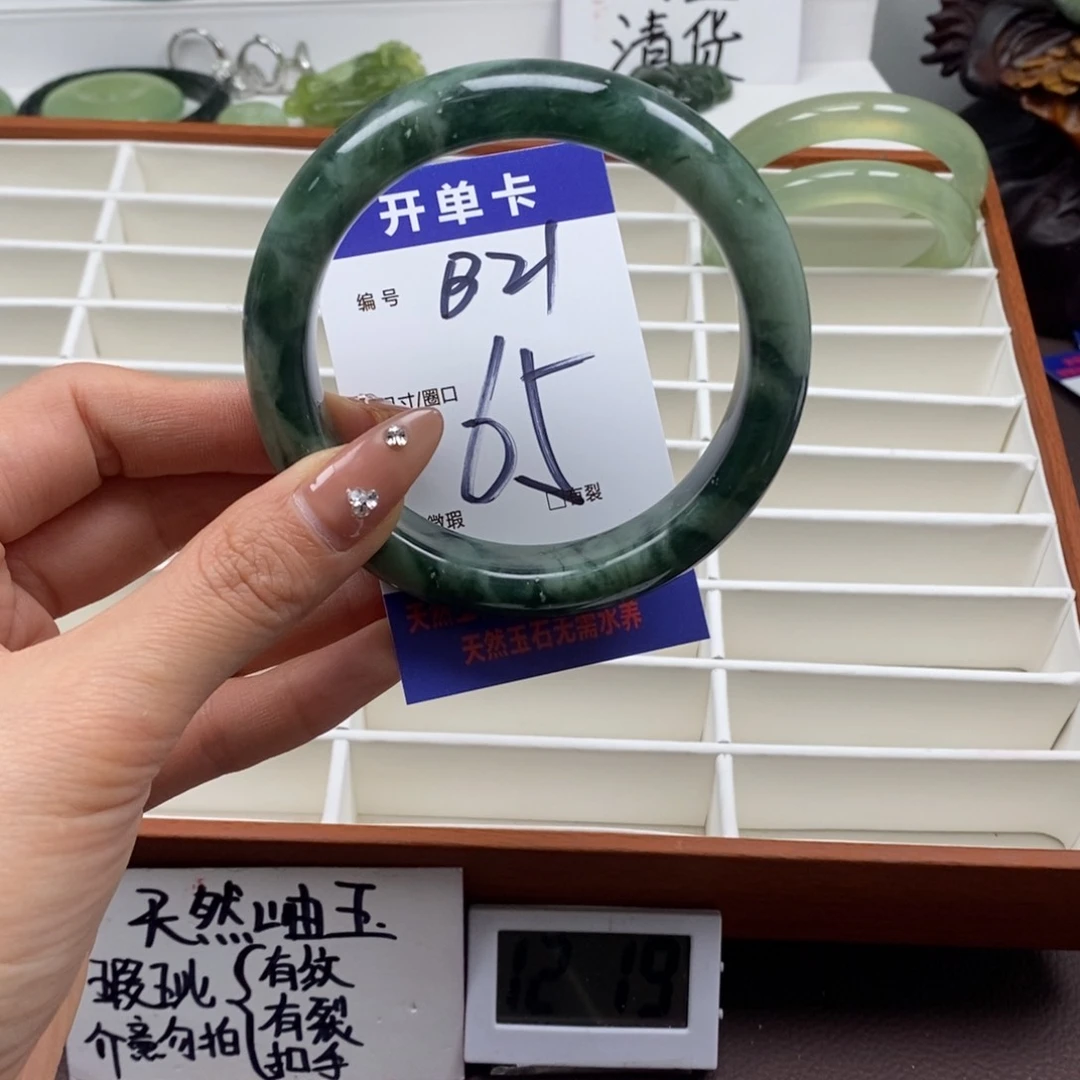 清货
开单卡
编号 B21
寸/圈口 65
微瑕 有裂
天然玉石无需水养
天然岫玉
瑕玼 有纹
介意勿拍 有裂
扣手
12 19